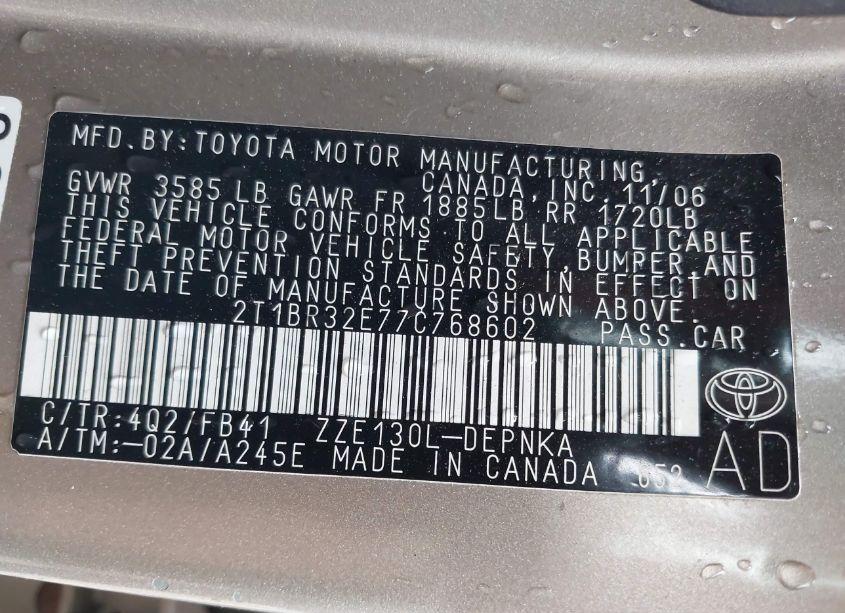 MFD.BY:TOYOTA MOTOR MANUFACTURING,
CANADA,INC. 11/06
GVWR 3585LB GAWR FR 1885LB RR 1720LB
THIS VEHICLE CONFORMS TO ALL APPLICABLE
FEDERAL MOTOR VEHICLE SAFETY,BUMPER,AND
THEFT PREVENTION STANDARDS IN EFFECT ON
THE DATE OF MANUFACTURE SHOWN ABOVE.
2T1BR32E77C768602 PASS.CAR
C/TR:4Q2/FB41 ZZE130L-DEPNKA
A/TM:-02A/A245E MADE IN CANADA
AD